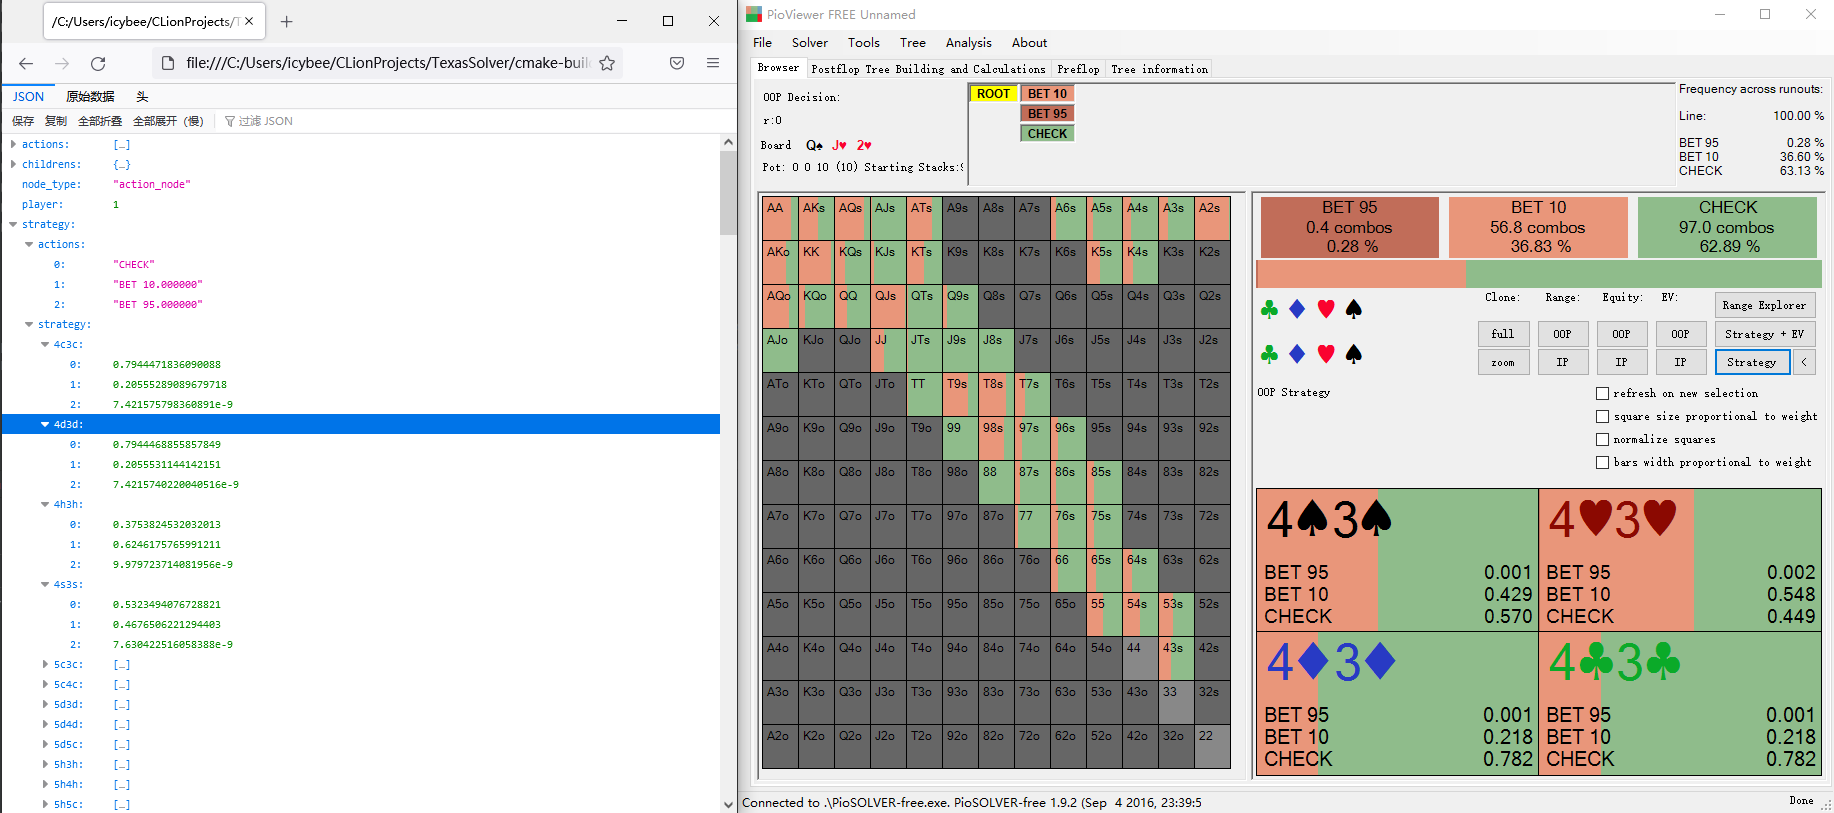 /C:/Users/icybee/CLionProjects/T
file:///C:/Users/icybee/CLionProjects/TexasSolver/cmake-buil
JSON 原始数据 头
保存 复制 全部折叠 全部展开（慢） 过滤 JSON
actions: […]
childrens: {…}
node_type: "action_node"
player: 1
strategy:
actions:
0: "CHECK"
1: "BET 10.000000"
2: "BET 95.000000"
strategy:
4c3c:
0: 0.7944471836090088
1: 0.20555289089679718
2: 7.421575798360891e-9
4d3d:
0: 0.7944468855857849
1: 0.2055531144142151
2: 7.4215740220040516e-9
4h3h:
0: 0.3753824532032013
1: 0.6246175765991211
2: 9.979723714081956e-9
4s3s:
0: 0.5323494076728821
1: 0.4676506221294403
2: 7.630422516058388e-9
5c3c: […]
5c4c: […]
5d3d: […]
5d4d: […]
5d5c: […]
5h3h: […]
5h4h: […]
5h5c: […]
PioViewer FREE Unnamed
File Solver Tools Tree Analysis About
Browser Postflop Tree Building and Calculations Preflop Tree information
OOP Decision:
r:0
Board Q♠ J♥ 2♥
Pot: 0 0 10 (10) Starting Stacks:9
ROOT BET 10
BET 95
CHECK
Frequency across runouts:
Line: 100.00 %
BET 95 0.28 %
BET 10 36.60 %
CHECK 63.13 %
AA AKs AQs AJs ATs A9s A8s A7s A6s A5s A4s A3s A2s
AKo KK KQs KJs KTs K9s K8s K7s K6s K5s K4s K3s K2s
AQo KQo QQ QJs QTs Q9s Q8s Q7s Q6s Q5s Q4s Q3s Q2s
AJo KJo QJo JJ JTs J9s J8s J7s J6s J5s J4s J3s J2s
ATo KTo QTo JTo TT T9s T8s T7s T6s T5s T4s T3s T2s
A9o K9o Q9o J9o T9o 99 98s 97s 96s 95s 94s 93s 92s
A8o K8o Q8o J8o T8o 98o 88 87s 86s 85s 84s 83s 82s
A7o K7o Q7o J7o T7o 97o 87o 77 76s 75s 74s 73s 72s
A6o K6o Q6o J6o T6o 96o 86o 76o 66 65s 64s 63s 62s
A5o K5o Q5o J5o T5o 95o 85o 75o 65o 55 54s 53s 52s
A4o K4o Q4o J4o T4o 94o 84o 74o 64o 54o 44 43s 42s
A3o K3o Q3o J3o T3o 93o 83o 73o 63o 53o 43o 33 32s
A2o K2o Q2o J2o T2o 92o 82o 72o 62o 52o 42o 32o 22
BET 95 BET 10 CHECK
0.4 combos 56.8 combos 97.0 combos
0.28 % 36.83 % 62.89 %
♣ ♦ ♥ ♠
♣ ♦ ♥ ♠
Clone: Range: Equity: EV: Range Explorer
full OOP OOP OOP Strategy + EV
zoom IP IP IP Strategy <
OOP Strategy
refresh on new selection
square size proportional to weight
normalize squares
bars width proportional to weight
4♠3♠
BET 95 0.001
BET 10 0.429
CHECK 0.570
4♥3♥
BET 95 0.002
BET 10 0.548
CHECK 0.449
4♦3♦
BET 95 0.001
BET 10 0.218
CHECK 0.782
4♣3♣
BET 95 0.001
BET 10 0.218
CHECK 0.782
Connected to .\PioSOLVER-free.exe. PioSOLVER-free 1.9.2 (Sep 4 2016, 23:39:5
Done